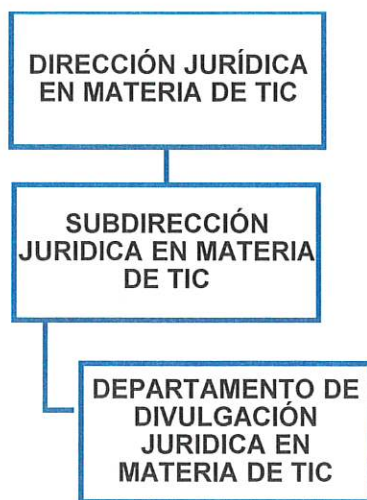 DIRECCIÓN JURÍDICA
EN MATERIA DE TIC
SUBDIRECCIÓN
JURIDICA EN MATERIA
DE TIC
DEPARTAMENTO DE
DIVULGACIÓN
JURIDICA EN
MATERIA DE TIC